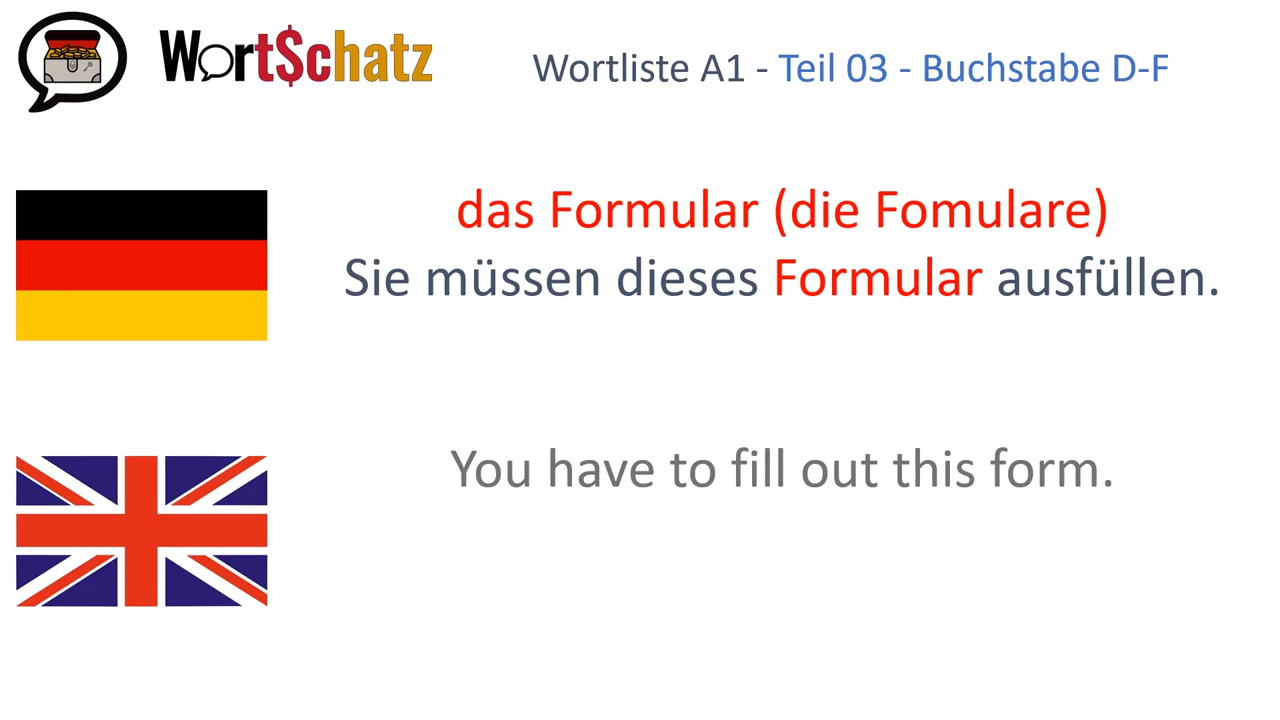 Wort$chatz
Wortliste A1 - Teil 03 - Buchstabe D-F
das Formular (die Fomulare)
Sie müssen dieses Formular ausfüllen.
You have to fill out this form.